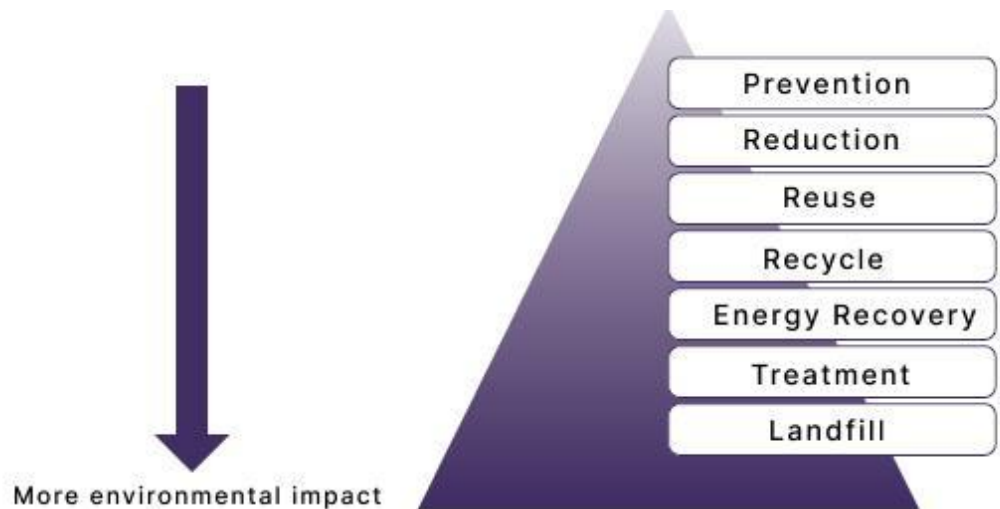 Prevention
Reduction
Reuse
Recycle
Energy Recovery
Treatment
Landfill
More environmental impact